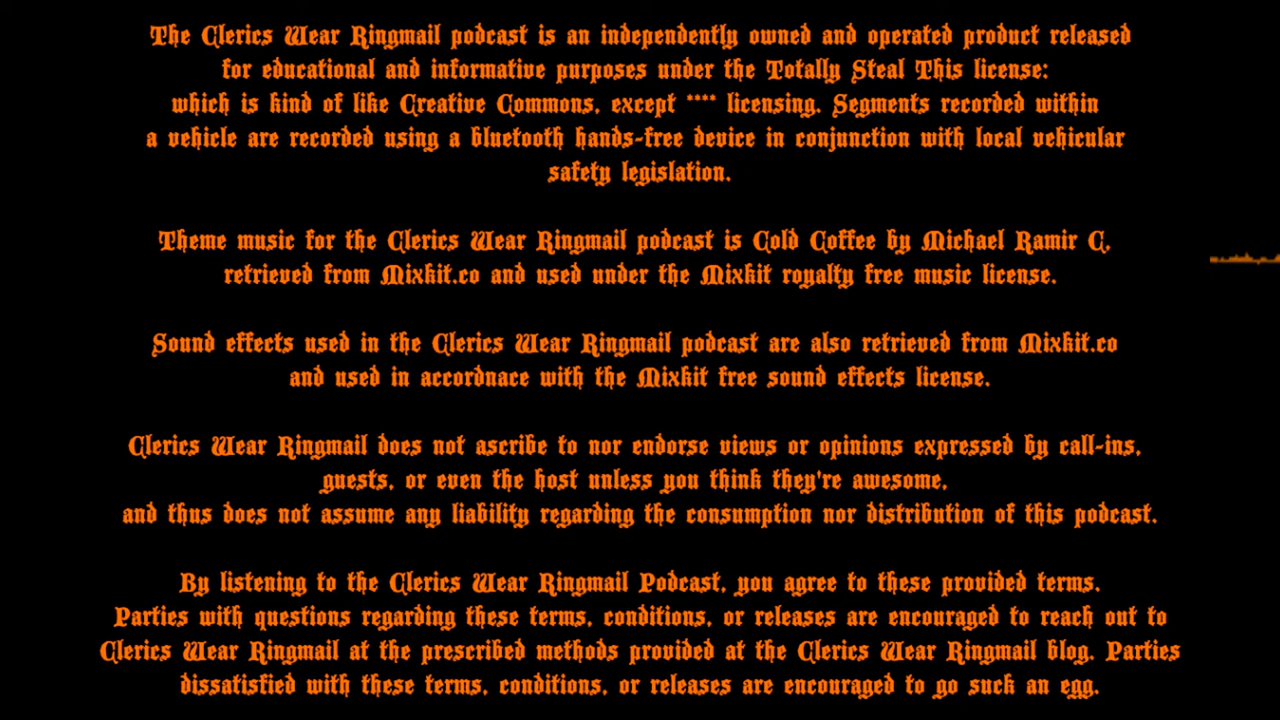 The Clerics Wear Ringmail podcast is an independently owned and operated product released
for educational and informative purposes under the Totally Steal This license:
which is kind of like Creative Commons, except **** licensing. Segments recorded within
a vehicle are recorded using a bluetooth hands-free device in conjunction with local vehicular
safety legislation.
Theme music for the Clerics Wear Ringmail podcast is Cold Coffee by Michael Ramir C,
retrieved from Mixkit.co and used under the Mixkit royalty free music license.
Sound effects used in the Clerics Wear Ringmail podcast are also retrieved from Mixkit.co
and used in accordnace with the Mixkit free sound effects license.
Clerics Wear Ringmail does not ascribe to nor endorse views or opinions expressed by call-ins,
guests, or even the host unless you think they're awesome,
and thus does not assume any liability regarding the consumption nor distribution of this podcast.
By listening to the Clerics Wear Ringmail Podcast, you agree to these provided terms.
Parties with questions regarding these terms, conditions, or releases are encouraged to reach out to
Clerics Wear Ringmail at the prescribed methods provided at the Clerics Wear Ringmail blog. Parties
dissatisfied with these terms, conditions, or releases are encouraged to go suck an egg.